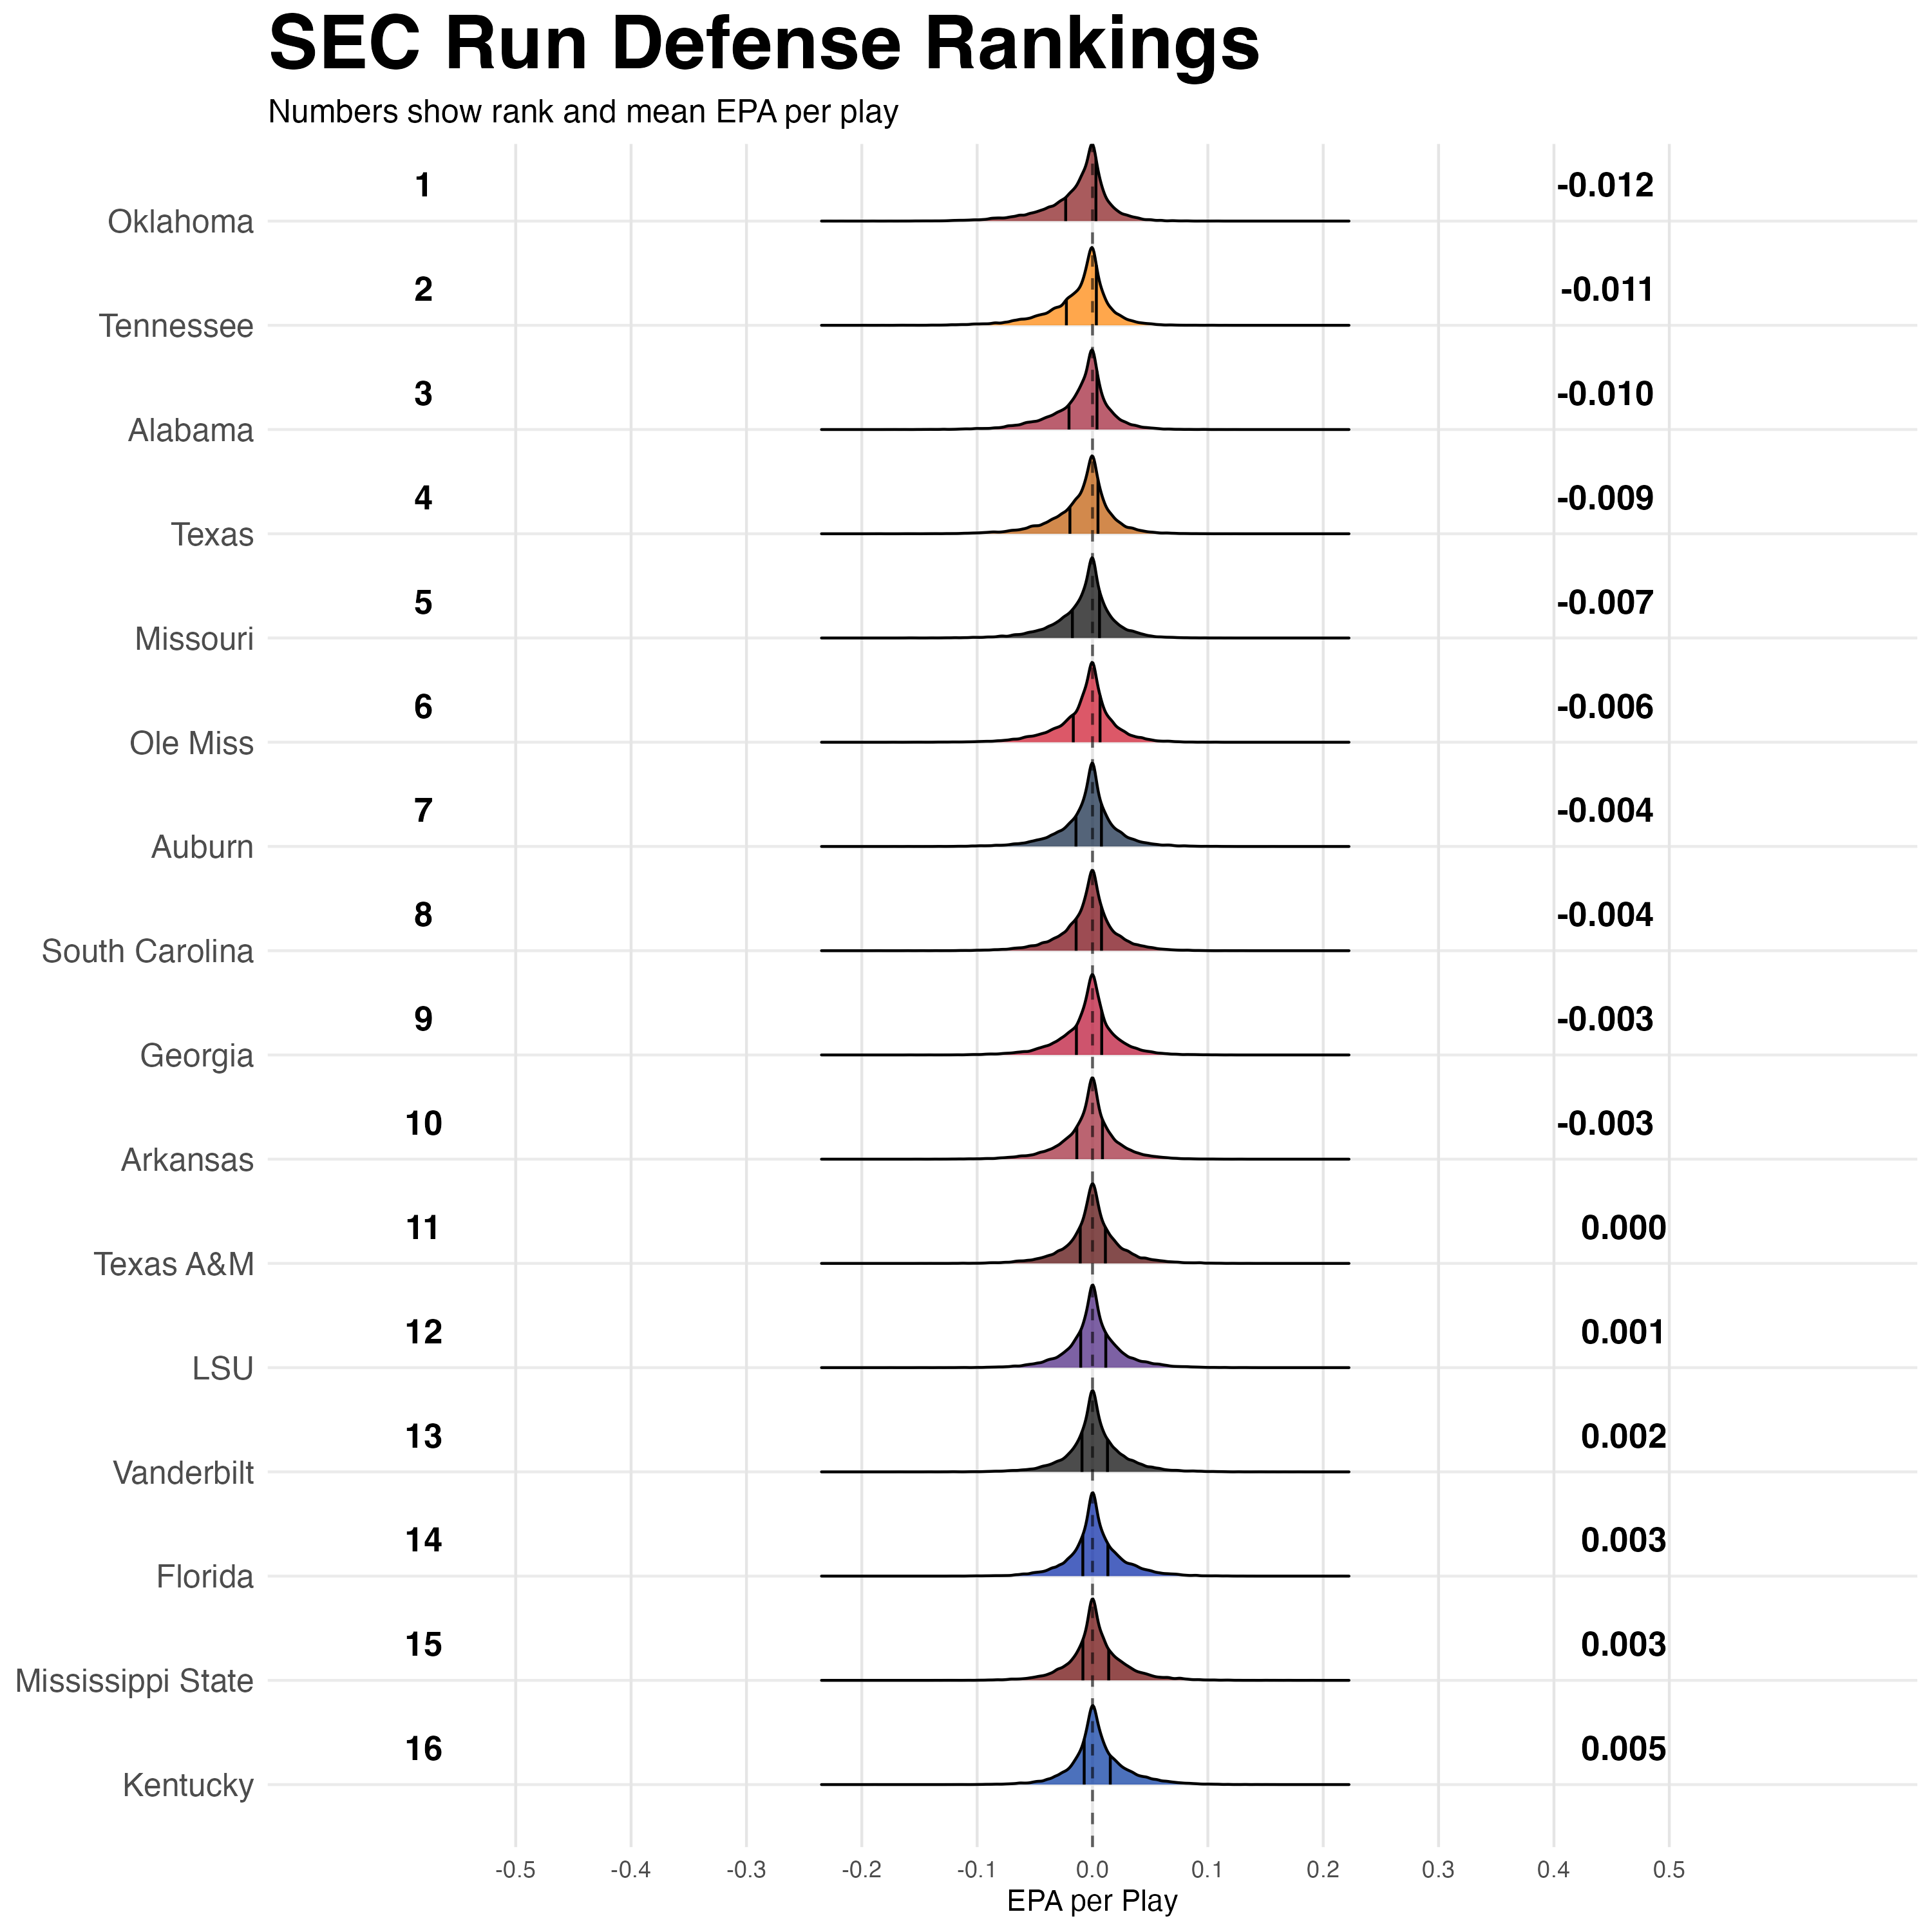 SEC Run Defense Rankings
Numbers show rank and mean EPA per play
1 -0.012
Oklahoma
2 -0.011
Tennessee
3 -0.010
Alabama
4 -0.009
Texas
5 -0.007
Missouri
6 -0.006
Ole Miss
7 -0.004
Auburn
8 -0.004
South Carolina
9 -0.003
Georgia
10 -0.003
Arkansas
11 0.000
Texas A&M
12 0.001
LSU
13 0.002
Vanderbilt
14 0.003
Florida
15 0.003
Mississippi State
16 0.005
Kentucky
-0.5 -0.4 -0.3 -0.2 -0.1 0.0 0.1 0.2 0.3 0.4 0.5
EPA per Play